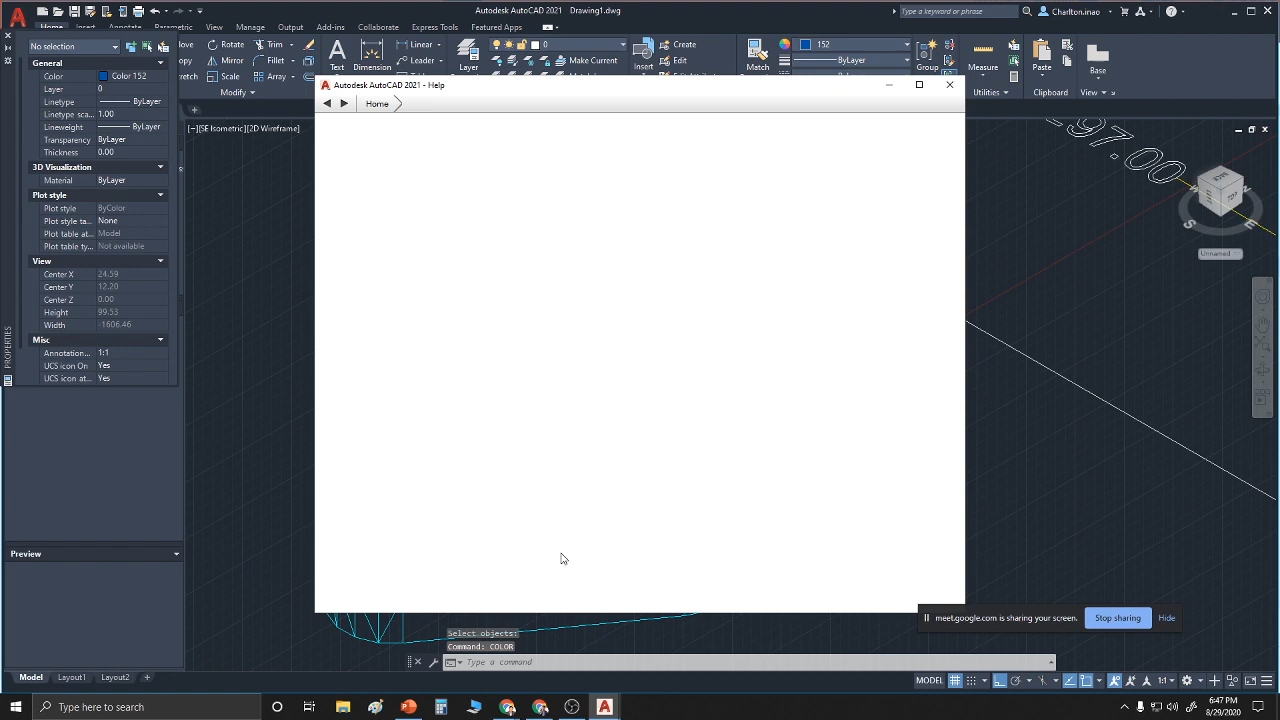 Autodesk AutoCAD 2021 Drawing1.dwg
Type a keyword or phrase
Charlton.inao
Home Insert Annotate Parametric View Manage Output Add-ins Collaborate Express Tools Featured Apps
No selection
General
Color Color 152
Layer 0
Linetype ByLayer
Linetype sca... 1.00
Lineweight ByLayer
Transparency ByLayer
Thickness 0.00
3D Visualization
Material ByLayer
Plot style
Plot style ByColor
Plot style ta... None
Plot table at... Model
Plot table ty... Not available
View
Center X 24.59
Center Y 12.20
Center Z 0.00
Height 99.53
Width -1606.46
Misc
Annotation... 1:1
UCS icon On Yes
UCS icon at... Yes
PROPERTIES
Preview
Rotate Trim
Fillet
Scale Array
Modify
Text
Dimension
Linear
Leader
Table
Layer
0
Make Current
Insert
Create
Edit
Match
152
ByLayer
ByLayer
Group
Measure
Utilities
Paste
Clipboard
Base
View
[−][SE Isometric][2D Wireframe]
Autodesk AutoCAD 2021 - Help
Home
97.00
BACK
TOP
S
E
Unnamed
meet.google.com is sharing your screen.
Stop sharing
Hide
Select objects:
Command: COLOR
Type a command
Model Layout1 Layout2 +
MODEL
1:1
Type here to search
6:47 PM
8/29/2020